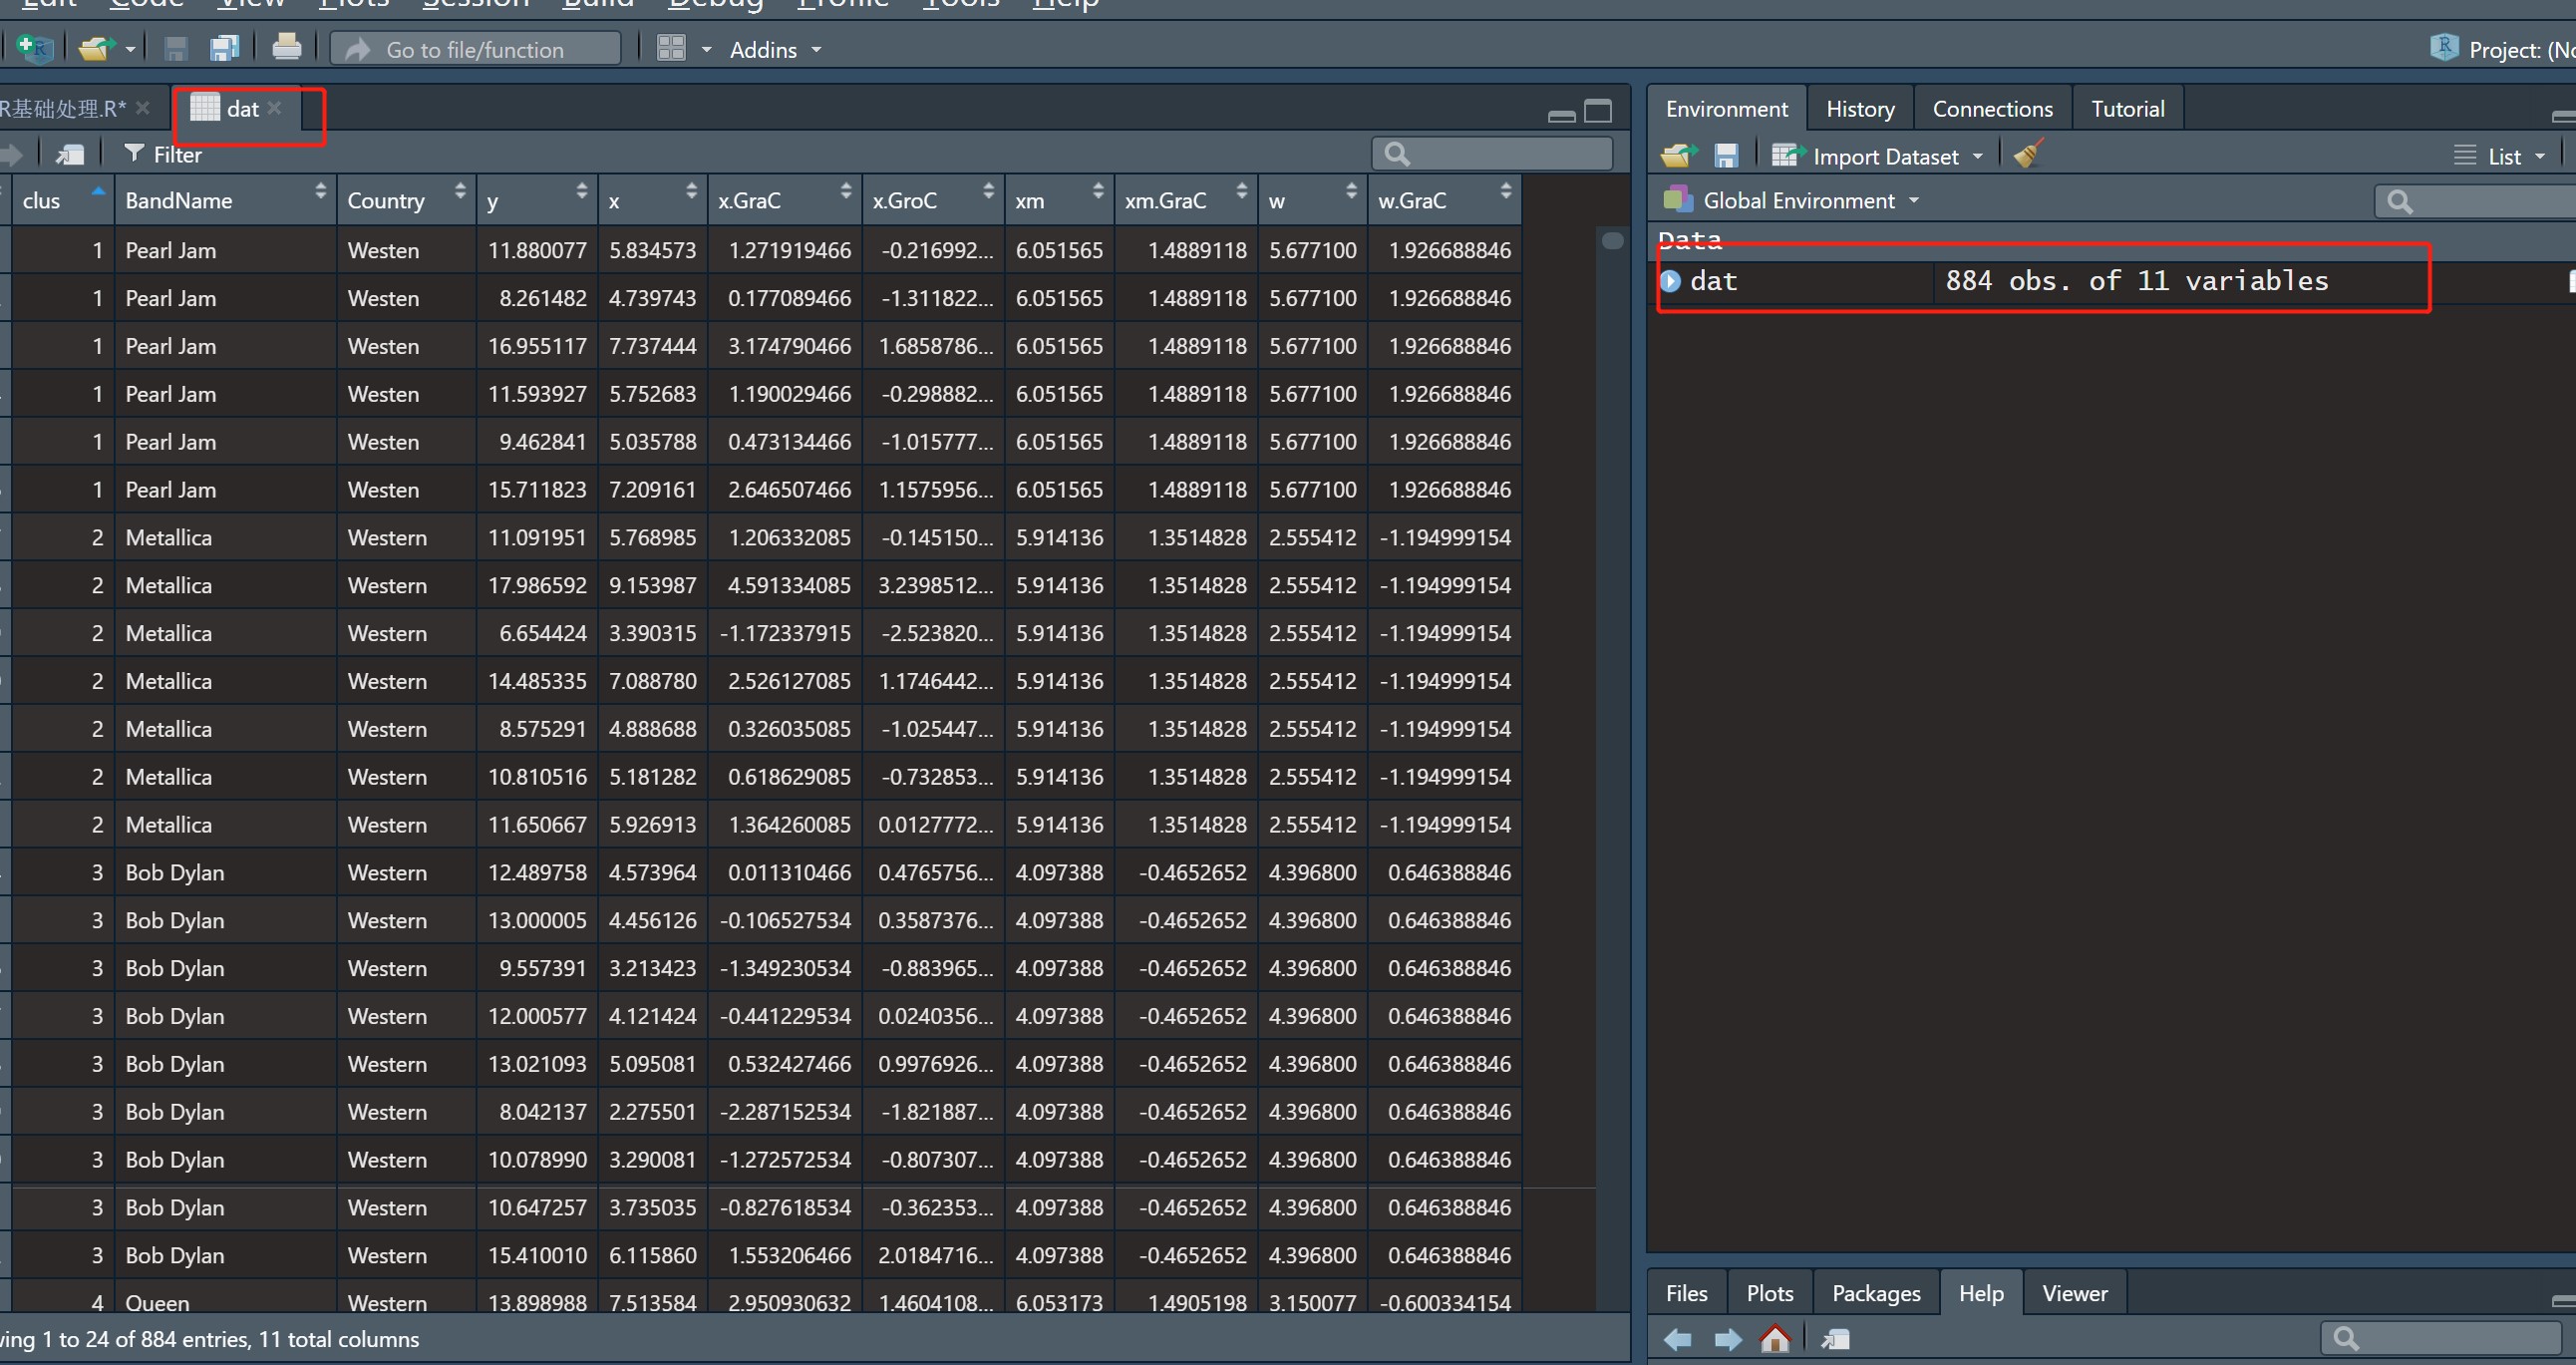 Edit Code View Plots Session Build Debug Profile Tools Help
Go to file/function Addins Project: (No
R基础处理.R* dat
Filter
clus BandName Country y x x.GraC x.GroC xm xm.GraC w w.GraC
1 Pearl Jam Westen 11.880077 5.834573 1.271919466 -0.216992... 6.051565 1.4889118 5.677100 1.926688846
1 Pearl Jam Westen 8.261482 4.739743 0.177089466 -1.311822... 6.051565 1.4889118 5.677100 1.926688846
1 Pearl Jam Westen 16.955117 7.737444 3.174790466 1.6858786... 6.051565 1.4889118 5.677100 1.926688846
1 Pearl Jam Westen 11.593927 5.752683 1.190029466 -0.298882... 6.051565 1.4889118 5.677100 1.926688846
1 Pearl Jam Westen 9.462841 5.035788 0.473134466 -1.015777... 6.051565 1.4889118 5.677100 1.926688846
1 Pearl Jam Westen 15.711823 7.209161 2.646507466 1.1575956... 6.051565 1.4889118 5.677100 1.926688846
2 Metallica Western 11.091951 5.768985 1.206332085 -0.145150... 5.914136 1.3514828 2.555412 -1.194999154
2 Metallica Western 17.986592 9.153987 4.591334085 3.2398512... 5.914136 1.3514828 2.555412 -1.194999154
2 Metallica Western 6.654424 3.390315 -1.172337915 -2.523820... 5.914136 1.3514828 2.555412 -1.194999154
2 Metallica Western 14.485335 7.088780 2.526127085 1.1746442... 5.914136 1.3514828 2.555412 -1.194999154
2 Metallica Western 8.575291 4.888688 0.326035085 -1.025447... 5.914136 1.3514828 2.555412 -1.194999154
2 Metallica Western 10.810516 5.181282 0.618629085 -0.732853... 5.914136 1.3514828 2.555412 -1.194999154
2 Metallica Western 11.650667 5.926913 1.364260085 0.0127772... 5.914136 1.3514828 2.555412 -1.194999154
3 Bob Dylan Western 12.489758 4.573964 0.011310466 0.4765756... 4.097388 -0.4652652 4.396800 0.646388846
3 Bob Dylan Western 13.000005 4.456126 -0.106527534 0.3587376... 4.097388 -0.4652652 4.396800 0.646388846
3 Bob Dylan Western 9.557391 3.213423 -1.349230534 -0.883965... 4.097388 -0.4652652 4.396800 0.646388846
3 Bob Dylan Western 12.000577 4.121424 -0.441229534 0.0240356... 4.097388 -0.4652652 4.396800 0.646388846
3 Bob Dylan Western 13.021093 5.095081 0.532427466 0.9976926... 4.097388 -0.4652652 4.396800 0.646388846
3 Bob Dylan Western 8.042137 2.275501 -2.287152534 -1.821887... 4.097388 -0.4652652 4.396800 0.646388846
3 Bob Dylan Western 10.078990 3.290081 -1.272572534 -0.807307... 4.097388 -0.4652652 4.396800 0.646388846
3 Bob Dylan Western 10.647257 3.735035 -0.827618534 -0.362353... 4.097388 -0.4652652 4.396800 0.646388846
3 Bob Dylan Western 15.410010 6.115860 1.553206466 2.0184716... 4.097388 -0.4652652 4.396800 0.646388846
4 Queen Western 13.898988 7.513584 2.950930632 1.4604108... 6.053173 1.4905198 3.150077 -0.600334154
wing 1 to 24 of 884 entries, 11 total columns
Environment History Connections Tutorial
Import Dataset List
Global Environment
Data
dat 884 obs. of 11 variables
Files Plots Packages Help Viewer